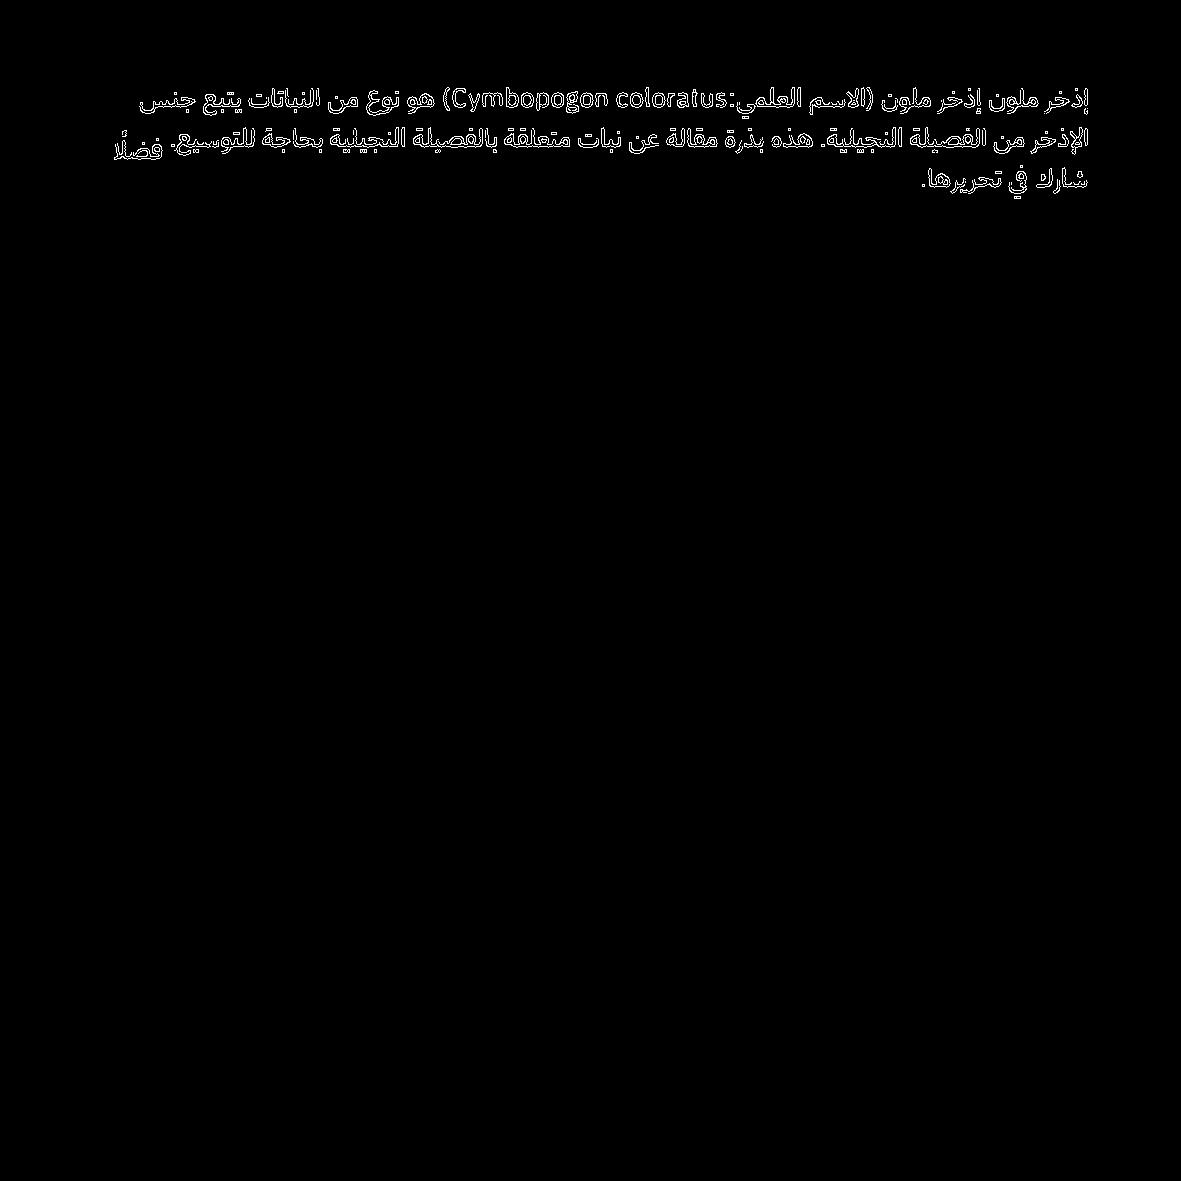 إذخر ملون إذخر ملون (الاسم العلمي:Cymbopogon coloratus) هو نوع من النباتات يتبع جنس
الإذخر من الفصيلة النجيلية. هذه بذرة مقالة عن نبات متعلقة بالفصيلة النجيلية بحاجة للتوسيع. فضلًا
شارك في تحريرها.